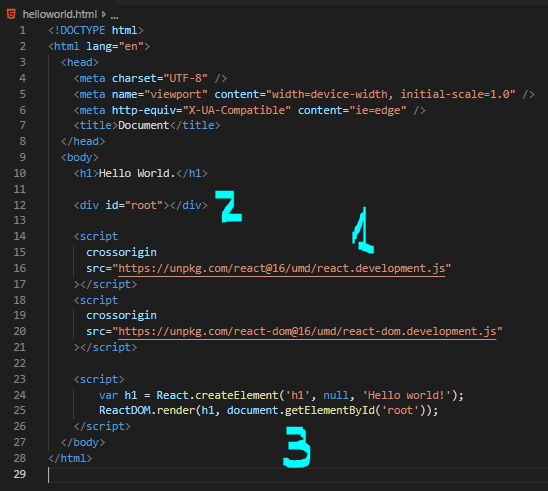 helloworld.html > ...
1 <!DOCTYPE html>
2 <html lang="en">
3 <head>
4 <meta charset="UTF-8" />
5 <meta name="viewport" content="width=device-width, initial-scale=1.0" />
6 <meta http-equiv="X-UA-Compatible" content="ie=edge" />
7 <title>Document</title>
8 </head>
9 <body>
10 <h1>Hello World.</h1>
11
12 <div id="root"></div> 2
13
14 <script 1
15 crossorigin
16 src="https://unpkg.com/react@16/umd/react.development.js"
17 ></script>
18 <script
19 crossorigin
20 src="https://unpkg.com/react-dom@16/umd/react-dom.development.js"
21 ></script>
22
23 <script>
24 var h1 = React.createElement('h1', null, 'Hello world!');
25 ReactDOM.render(h1, document.getElementById('root'));
26 </script>
27 </body>
3
28 </html>
29